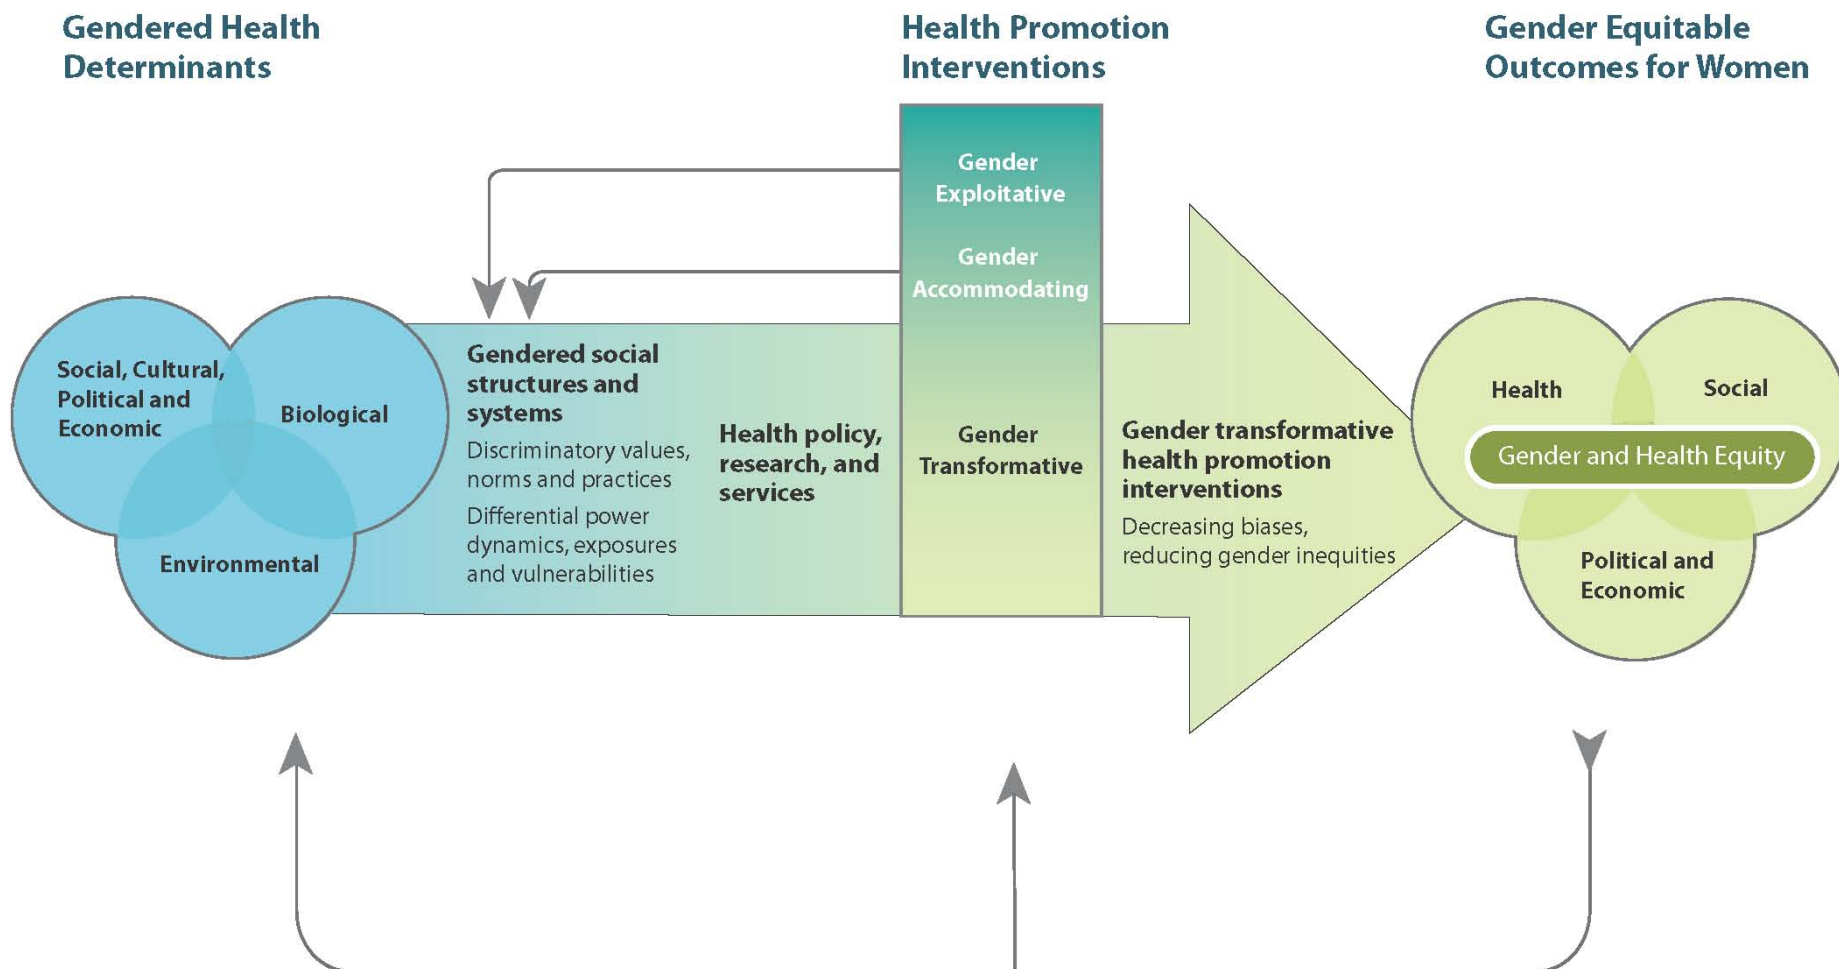 Gendered Health
Determinants
Health Promotion
Interventions
Gender Equitable
Outcomes for Women
Social, Cultural,
Political and
Economic
Biological
Environmental
Gendered social
structures and
systems
Discriminatory values,
norms and practices
Differential power
dynamics, exposures
and vulnerabilities
Health policy,
research, and
services
Gender
Exploitative
Gender
Accommodating
Gender
Transformative
Gender transformative
health promotion
interventions
Decreasing biases,
reducing gender inequities
Health
Social
Gender and Health Equity
Political and
Economic